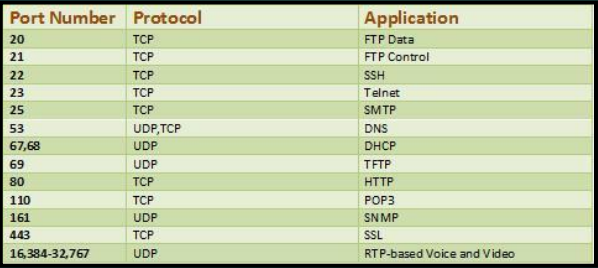 Port Number Protocol Application
20 TCP FTP Data
21 TCP FTP Control
22 TCP SSH
23 TCP Telnet
25 TCP SMTP
53 UDP,TCP DNS
67,68 UDP DHCP
69 UDP TFTP
80 TCP HTTP
110 TCP POP3
161 UDP SNMP
443 TCP SSL
16,384-32,767 UDP RTP-based Voice and Video